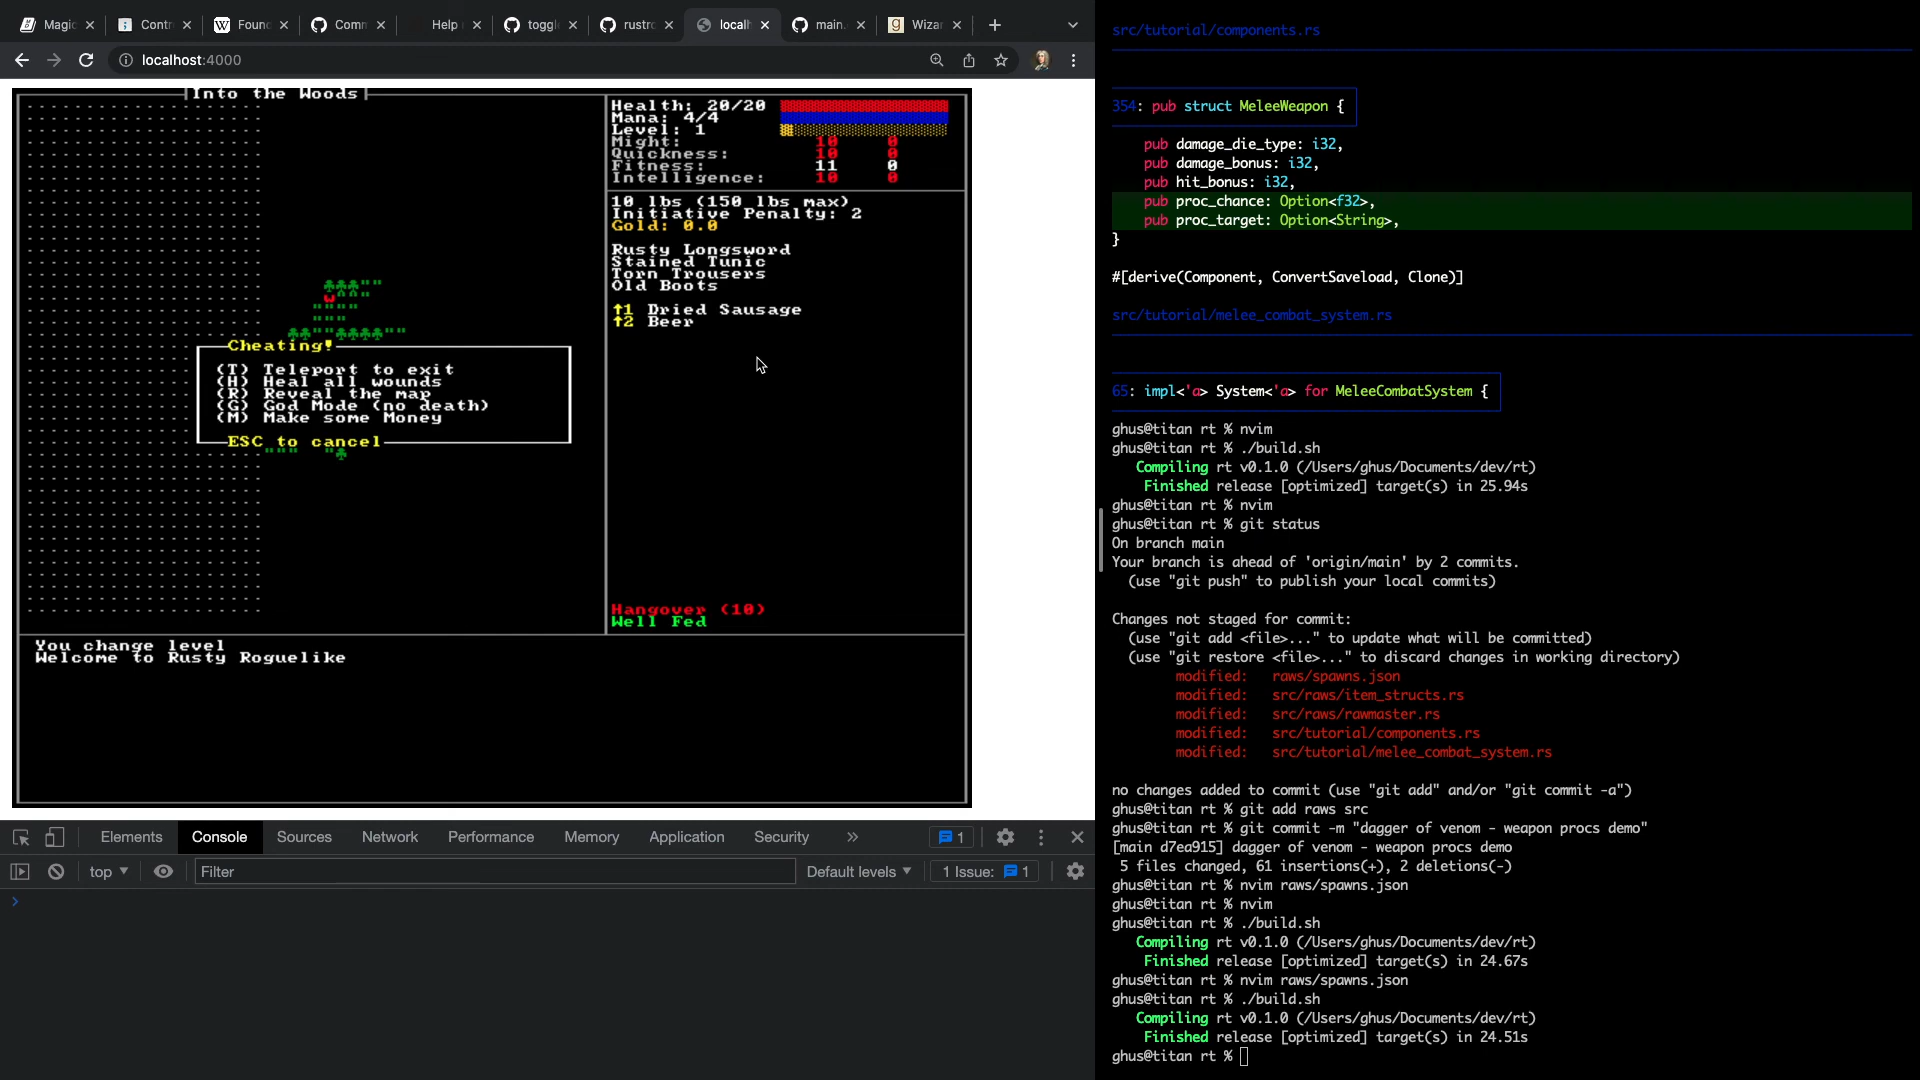 Magic
Contr
Foun
Comm
Help
toggle
rustro
localh
main.
Wizar
localhost:4000
Into the Woods
Health: 20/20
Mana: 4/4
Level: 1
Might: 10 0
Quickness: 10 0
Fitness: 11 0
Intelligence: 10 0
10 lbs (150 lbs max)
Initiative Penalty: 2
Gold: 0.0
Rusty Longsword
Stained Tunic
Torn Trousers
Old Boots
↑1 Dried Sausage
↑2 Beer
Cheating!
(T) Teleport to exit
(H) Heal all wounds
(R) Reveal the map
(G) God Mode (no death)
(M) Make some Money
ESC to cancel
Hangover (10)
Well Fed
You change level
Welcome to Rusty Roguelike
Elements Console Sources Network Performance Memory Application Security » 1
top Filter Default levels 1 Issue: 1
src/tutorial/components.rs
354: pub struct MeleeWeapon {
pub damage_die_type: i32,
pub damage_bonus: i32,
pub hit_bonus: i32,
pub proc_chance: Option<f32>,
pub proc_target: Option<String>,
}
#[derive(Component, ConvertSaveload, Clone)]
src/tutorial/melee_combat_system.rs
65: impl<'a> System<'a> for MeleeCombatSystem {
ghus@titan rt % nvim
ghus@titan rt % ./build.sh
Compiling rt v0.1.0 (/Users/ghus/Documents/dev/rt)
Finished release [optimized] target(s) in 25.94s
ghus@titan rt % nvim
ghus@titan rt % git status
On branch main
Your branch is ahead of 'origin/main' by 2 commits.
(use "git push" to publish your local commits)
Changes not staged for commit:
(use "git add <file>..." to update what will be committed)
(use "git restore <file>..." to discard changes in working directory)
modified: raws/spawns.json
modified: src/raws/item_structs.rs
modified: src/raws/rawmaster.rs
modified: src/tutorial/components.rs
modified: src/tutorial/melee_combat_system.rs
no changes added to commit (use "git add" and/or "git commit -a")
ghus@titan rt % git add raws src
ghus@titan rt % git commit -m "dagger of venom - weapon procs demo"
[main d7ea915] dagger of venom - weapon procs demo
5 files changed, 61 insertions(+), 2 deletions(-)
ghus@titan rt % nvim raws/spawns.json
ghus@titan rt % nvim
ghus@titan rt % ./build.sh
Compiling rt v0.1.0 (/Users/ghus/Documents/dev/rt)
Finished release [optimized] target(s) in 24.67s
ghus@titan rt % nvim raws/spawns.json
ghus@titan rt % ./build.sh
Compiling rt v0.1.0 (/Users/ghus/Documents/dev/rt)
Finished release [optimized] target(s) in 24.51s
ghus@titan rt %